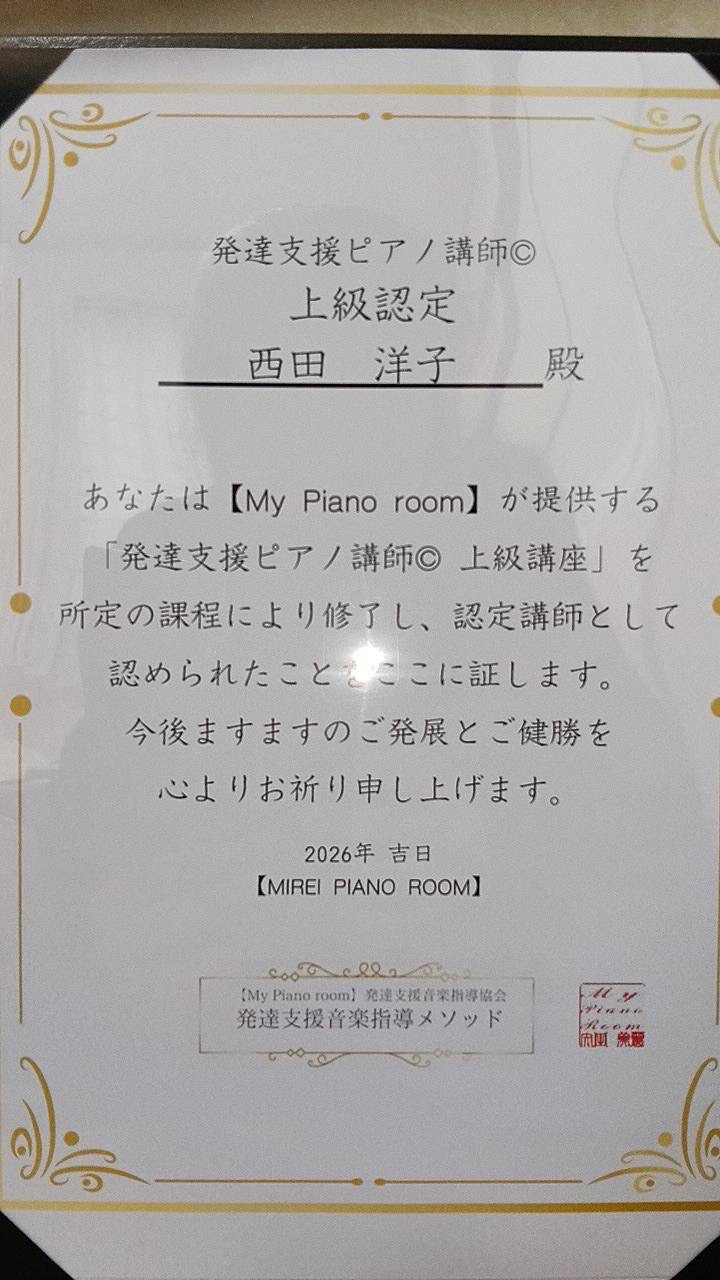 発達支援ピアノ講師©
上級認定
西田　洋子　殿
あなたは【My Piano room】が提供する
「発達支援ピアノ講師© 上級講座」を
所定の課程により修了し、認定講師として
認められたことをここに証します。
今後ますますのご発展とご健勝を
心よりお祈り申し上げます。
2026年 吉日
【MIREI PIANO ROOM】
【My Piano room】発達支援音楽指導協会
発達支援音楽指導メソッド
My
Piano
Room